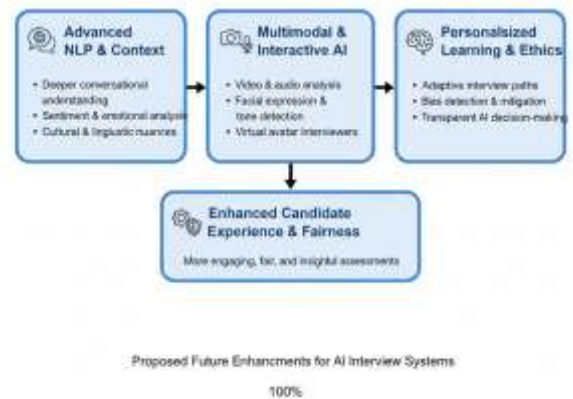 Advanced
NLP & Context
• Deeper conversational
understanding
• Sentiment & emotional analysis
• Cultural & linguistic nuances
Multimodal &
Interactive AI
• Video & audio analysis
• Facial expression &
tone detection
• Virtual avatar interviewers
Personalsized
Learning & Ethics
• Adaptive interview paths
• Bias detection & mitigation
• Transparent AI decision-making
Enhanced Candidate
Experience & Fairness
More engaging, fair, and insightful assessments
Proposed Future Enhancments for AI Interview Systems
100%